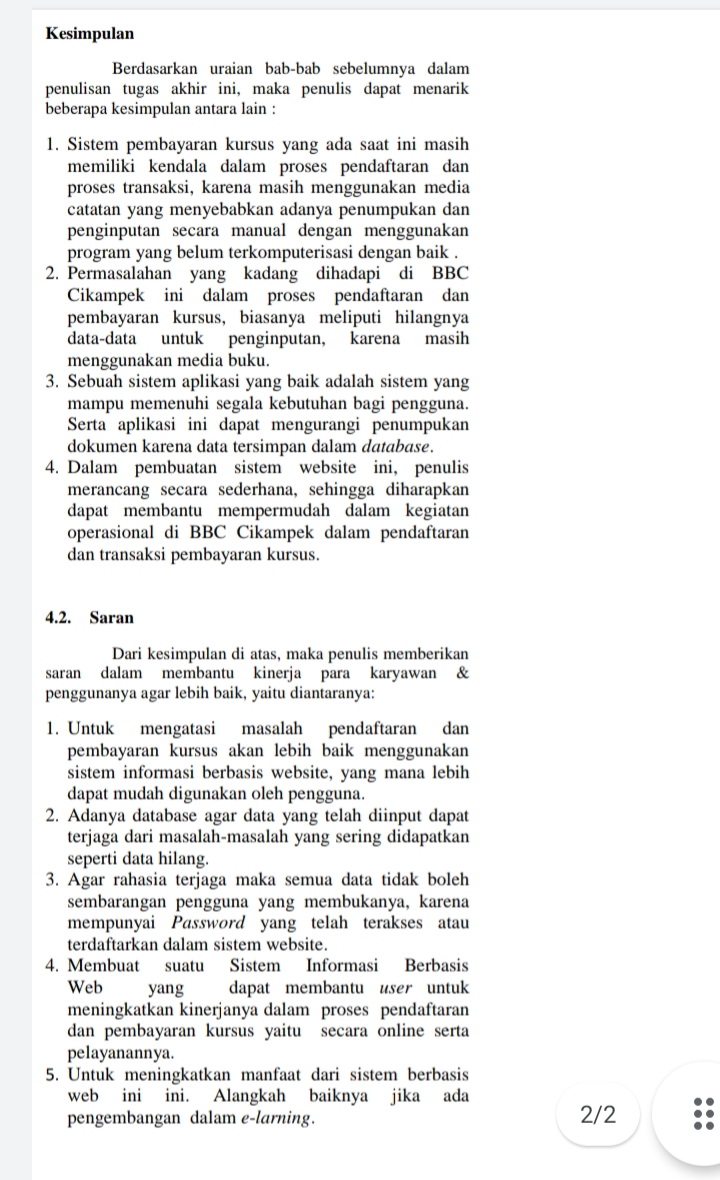 Kesimpulan
Berdasarkan uraian bab-bab sebelumnya dalam
penulisan tugas akhir ini, maka penulis dapat menarik
beberapa kesimpulan antara lain :
1. Sistem pembayaran kursus yang ada saat ini masih
memiliki kendala dalam proses pendaftaran dan
proses transaksi, karena masih menggunakan media
catatan yang menyebabkan adanya penumpukan dan
penginputan secara manual dengan menggunakan
program yang belum terkomputerisasi dengan baik .
2. Permasalahan yang kadang dihadapi di BBC
Cikampek ini dalam proses pendaftaran dan
pembayaran kursus, biasanya meliputi hilangnya
data-data untuk penginputan, karena masih
menggunakan media buku.
3. Sebuah sistem aplikasi yang baik adalah sistem yang
mampu memenuhi segala kebutuhan bagi pengguna.
Serta aplikasi ini dapat mengurangi penumpukan
dokumen karena data tersimpan dalam database.
4. Dalam pembuatan sistem website ini, penulis
merancang secara sederhana, sehingga diharapkan
dapat membantu mempermudah dalam kegiatan
operasional di BBC Cikampek dalam pendaftaran
dan transaksi pembayaran kursus.
4.2. Saran
Dari kesimpulan di atas, maka penulis memberikan
saran dalam membantu kinerja para karyawan &
penggunanya agar lebih baik, yaitu diantaranya:
1. Untuk mengatasi masalah pendaftaran dan
pembayaran kursus akan lebih baik menggunakan
sistem informasi berbasis website, yang mana lebih
dapat mudah digunakan oleh pengguna.
2. Adanya database agar data yang telah diinput dapat
terjaga dari masalah-masalah yang sering didapatkan
seperti data hilang.
3. Agar rahasia terjaga maka semua data tidak boleh
sembarangan pengguna yang membukanya, karena
mempunyai Password yang telah terakses atau
terdaftarkan dalam sistem website.
4. Membuat suatu Sistem Informasi Berbasis
Web yang dapat membantu user untuk
meningkatkan kinerjanya dalam proses pendaftaran
dan pembayaran kursus yaitu secara online serta
pelayanannya.
5. Untuk meningkatkan manfaat dari sistem berbasis
web ini ini. Alangkah baiknya jika ada
pengembangan dalam e-larning.
2/2